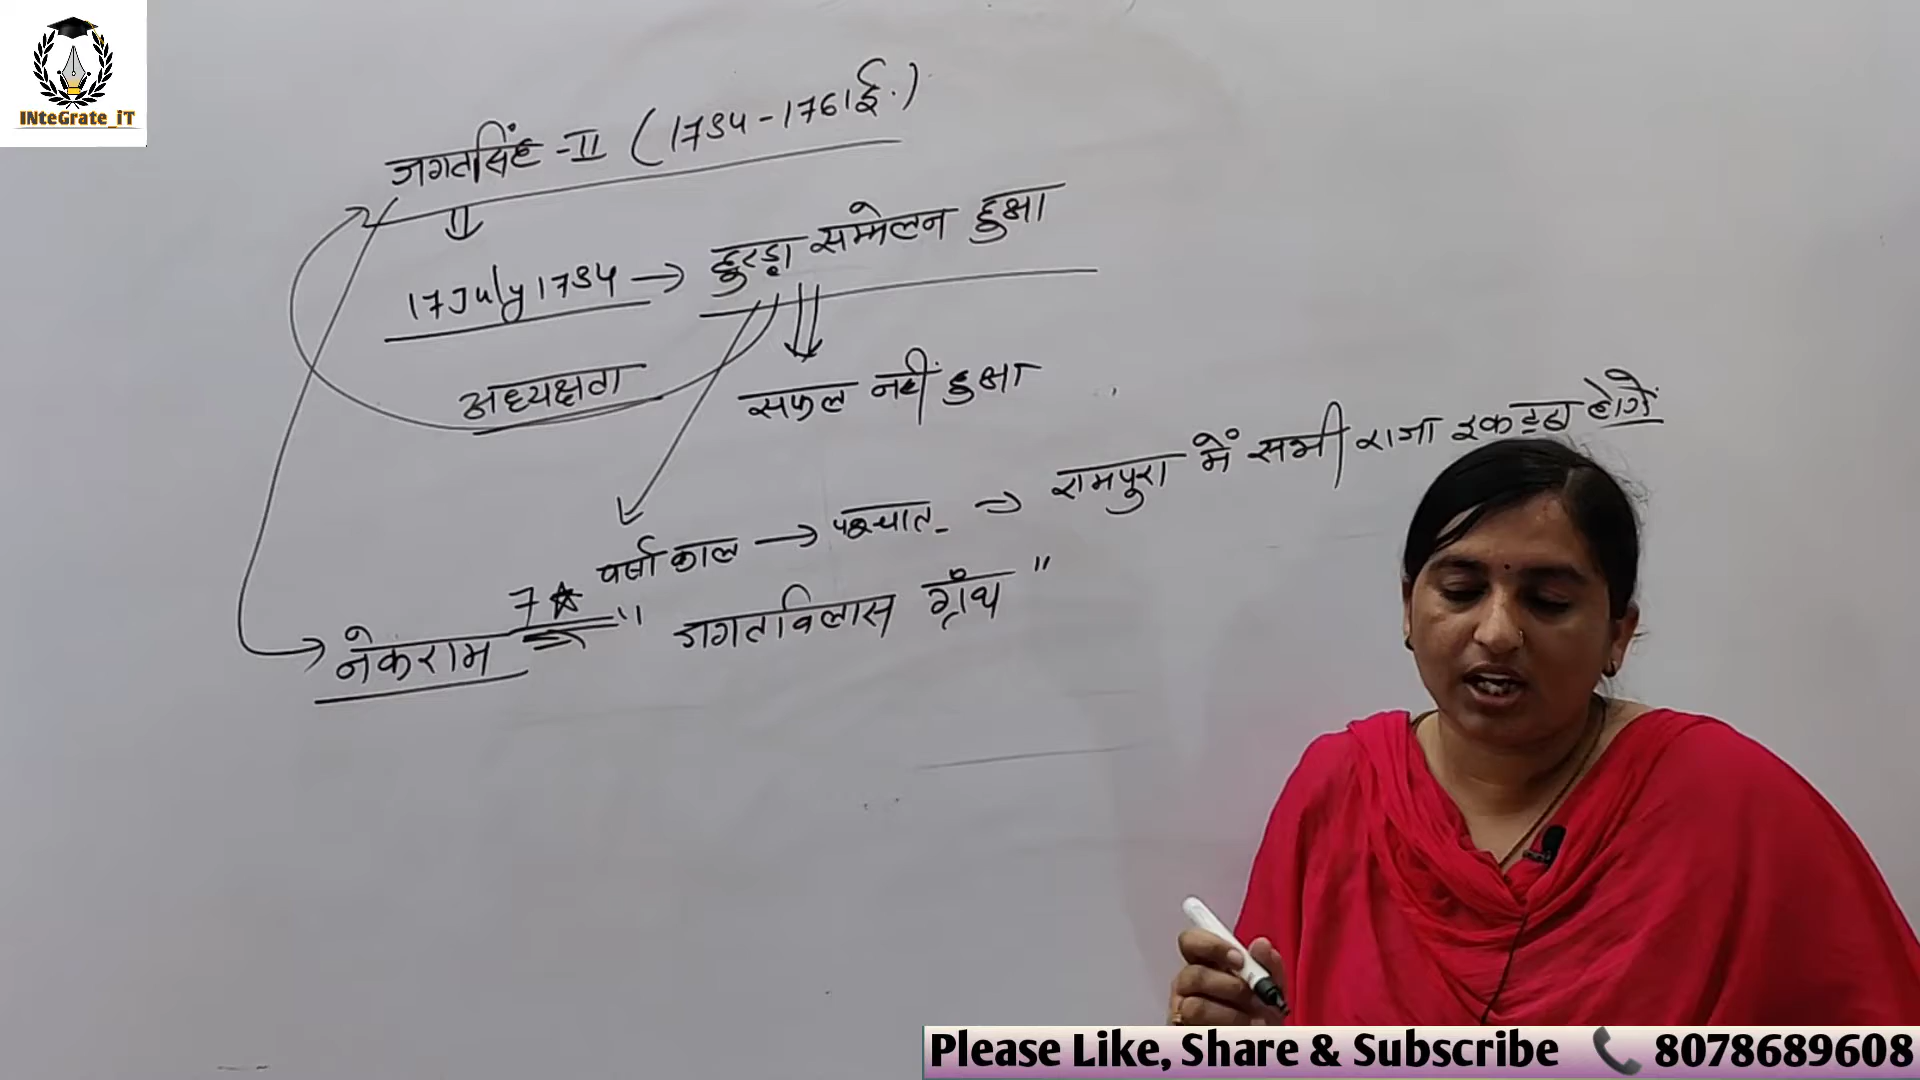 INteGrate_iT
जगतसिंह -II (1734-1761ई.)
17 July 1734 → हुरड़ा सम्मेलन हुआ
अध्यक्षता
सफल नहीं हुआ
वर्षा काल → पश्चात → रामपुरा में सभी राजा इकट्ठा होगें
नेकराम 7 " जगतविलास ग्रंथ "
Please Like, Share & Subscribe 8078689608